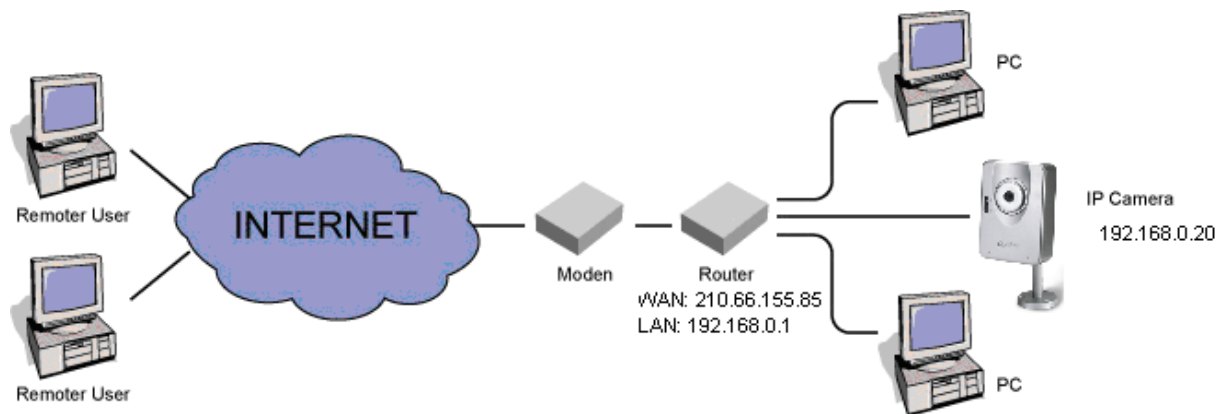 Remoter User
Remoter User
INTERNET
Moden
Router
WAN: 210.66.155.85
LAN: 192.168.0.1
PC
IP Camera
192.168.0.20
PC